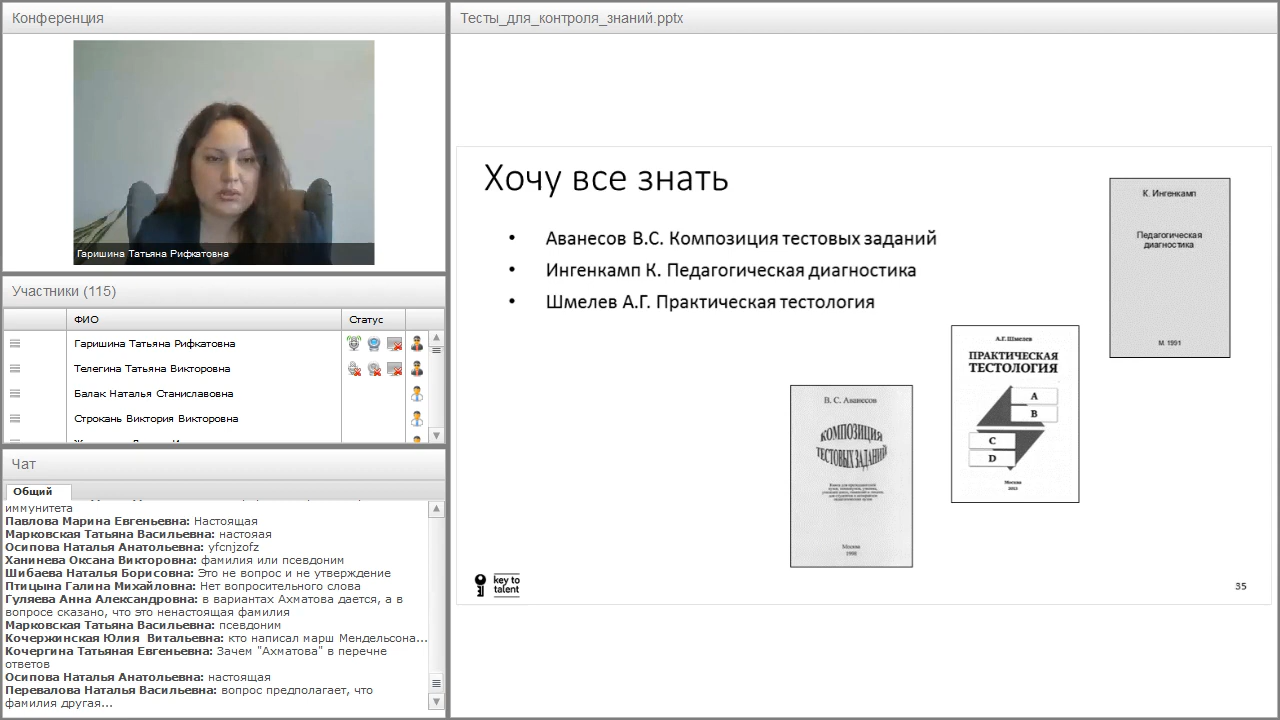 Конференция
Гаришина Татьяна Рифкатовна
Участники (115)
ФИО
Статус
Гаришина Татьяна Рифкатовна
Телегина Татьяна Викторовна
Балак Наталья Станиславовна
Строкань Виктория Викторовна
Чат
Общий
иммунитета
Павлова Марина Евгеньевна: Настоящая
Марковская Татьяна Васильевна: настояая
Осипова Наталья Анатольевна: yfcnjzofz
Ханинева Оксана Викторовна: фамилия или псевдоним
Шибаева Наталья Борисовна: Это не вопрос и не утверждение
Птицына Галина Михайловна: Нет вопросительного слова
Гуляева Анна Александровна: в вариантах Ахматова дается, а в
вопросе сказано, что это ненастоящая фамилия
Марковская Татьяна Васильевна: псевдоним
Кочержинская Юлия Витальевна: кто написал марш Мендельсона...
Кочергина Татьяная Евгеньевна: Зачем "Ахматова" в перечне
ответов
Осипова Наталья Анатольевна: настоящая
Перевалова Наталья Васильевна: вопрос предполагает, что
фамилия другая...
Тесты_для_контроля_знаний.pptx
Хочу все знать
• Аванесов В.С. Композиция тестовых заданий
• Ингенкамп К. Педагогическая диагностика
• Шмелев А.Г. Практическая тестология
К. Ингенкамп
Педагогическая
диагностика
М. 1991
А.Г. Шмелев
ПРАКТИЧЕСКАЯ
ТЕСТОЛОГИЯ
A
B
C
D
Москва
2013
В. С. Аванесов
КОМПОЗИЦИЯ
ТЕСТОВЫХ ЗАДАНИЙ
Москва
1998
key to
talent
35